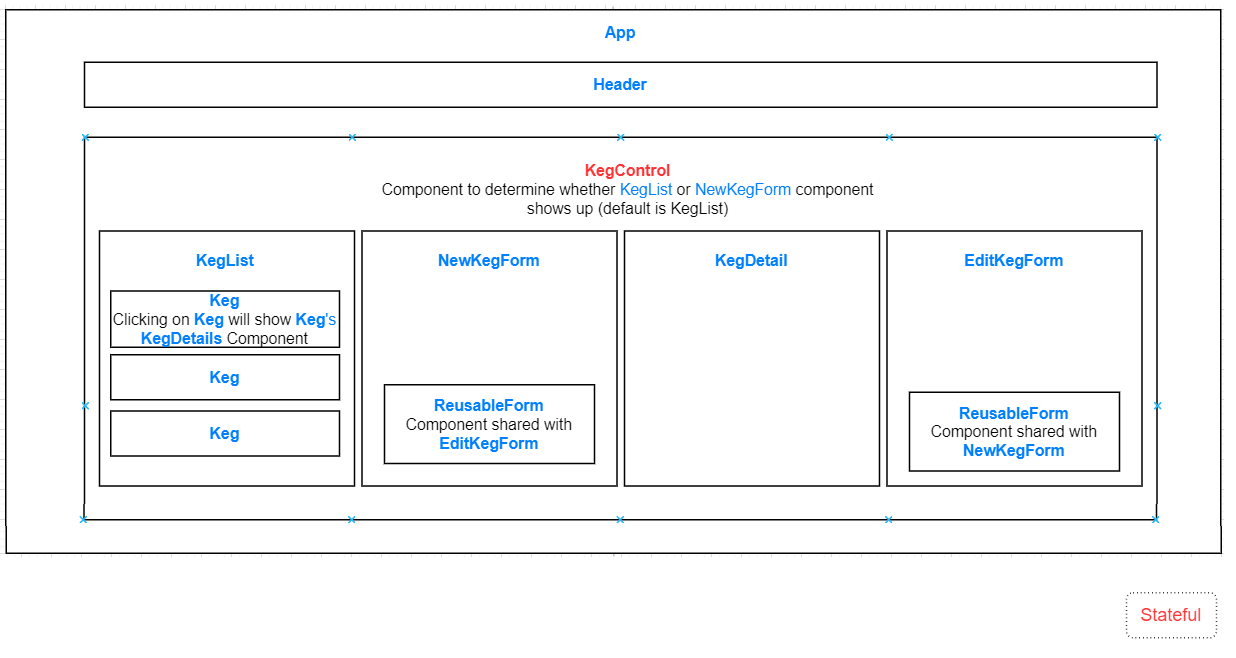 App
Header
KegControl
Component to determine whether KegList or NewKegForm component
shows up (default is KegList)
KegList
Keg
Clicking on Keg will show Keg's
KegDetails Component
Keg
Keg
NewKegForm
ReusableForm
Component shared with
EditKegForm
KegDetail
EditKegForm
ReusableForm
Component shared with
NewKegForm
Stateful